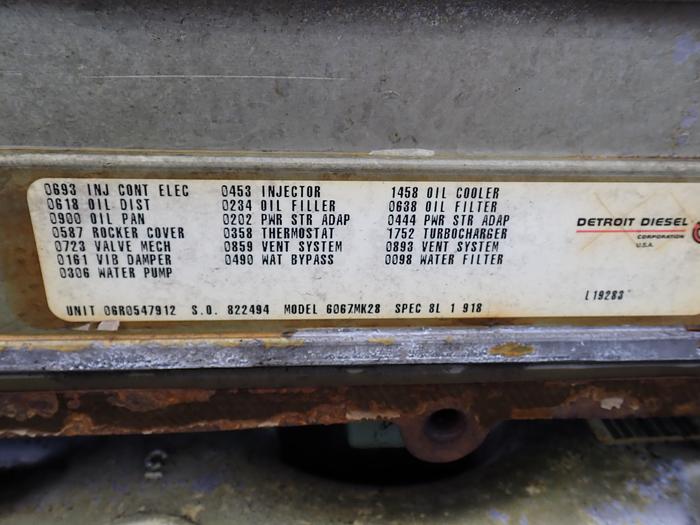 0693 INJ CONT ELEC 0453 INJECTOR 1458 OIL COOLER
0618 OIL DIST 0234 OIL FILLER 0638 OIL FILTER
0900 OIL PAN 0202 PWR STR ADAP 0444 PWR STR ADAP
0587 ROCKER COVER 0358 THERMOSTAT 1752 TURBOCHARGER
0723 VALVE MECH 0859 VENT SYSTEM 0893 VENT SYSTEM
0161 VIB DAMPER 0490 WAT BYPASS 0098 WATER FILTER
0306 WATER PUMP
DETROIT DIESEL
CORPORATION
U.S.A.
L19283
UNIT 06R0547912 S.O. 822494 MODEL 6067MK28 SPEC 8L 1 918